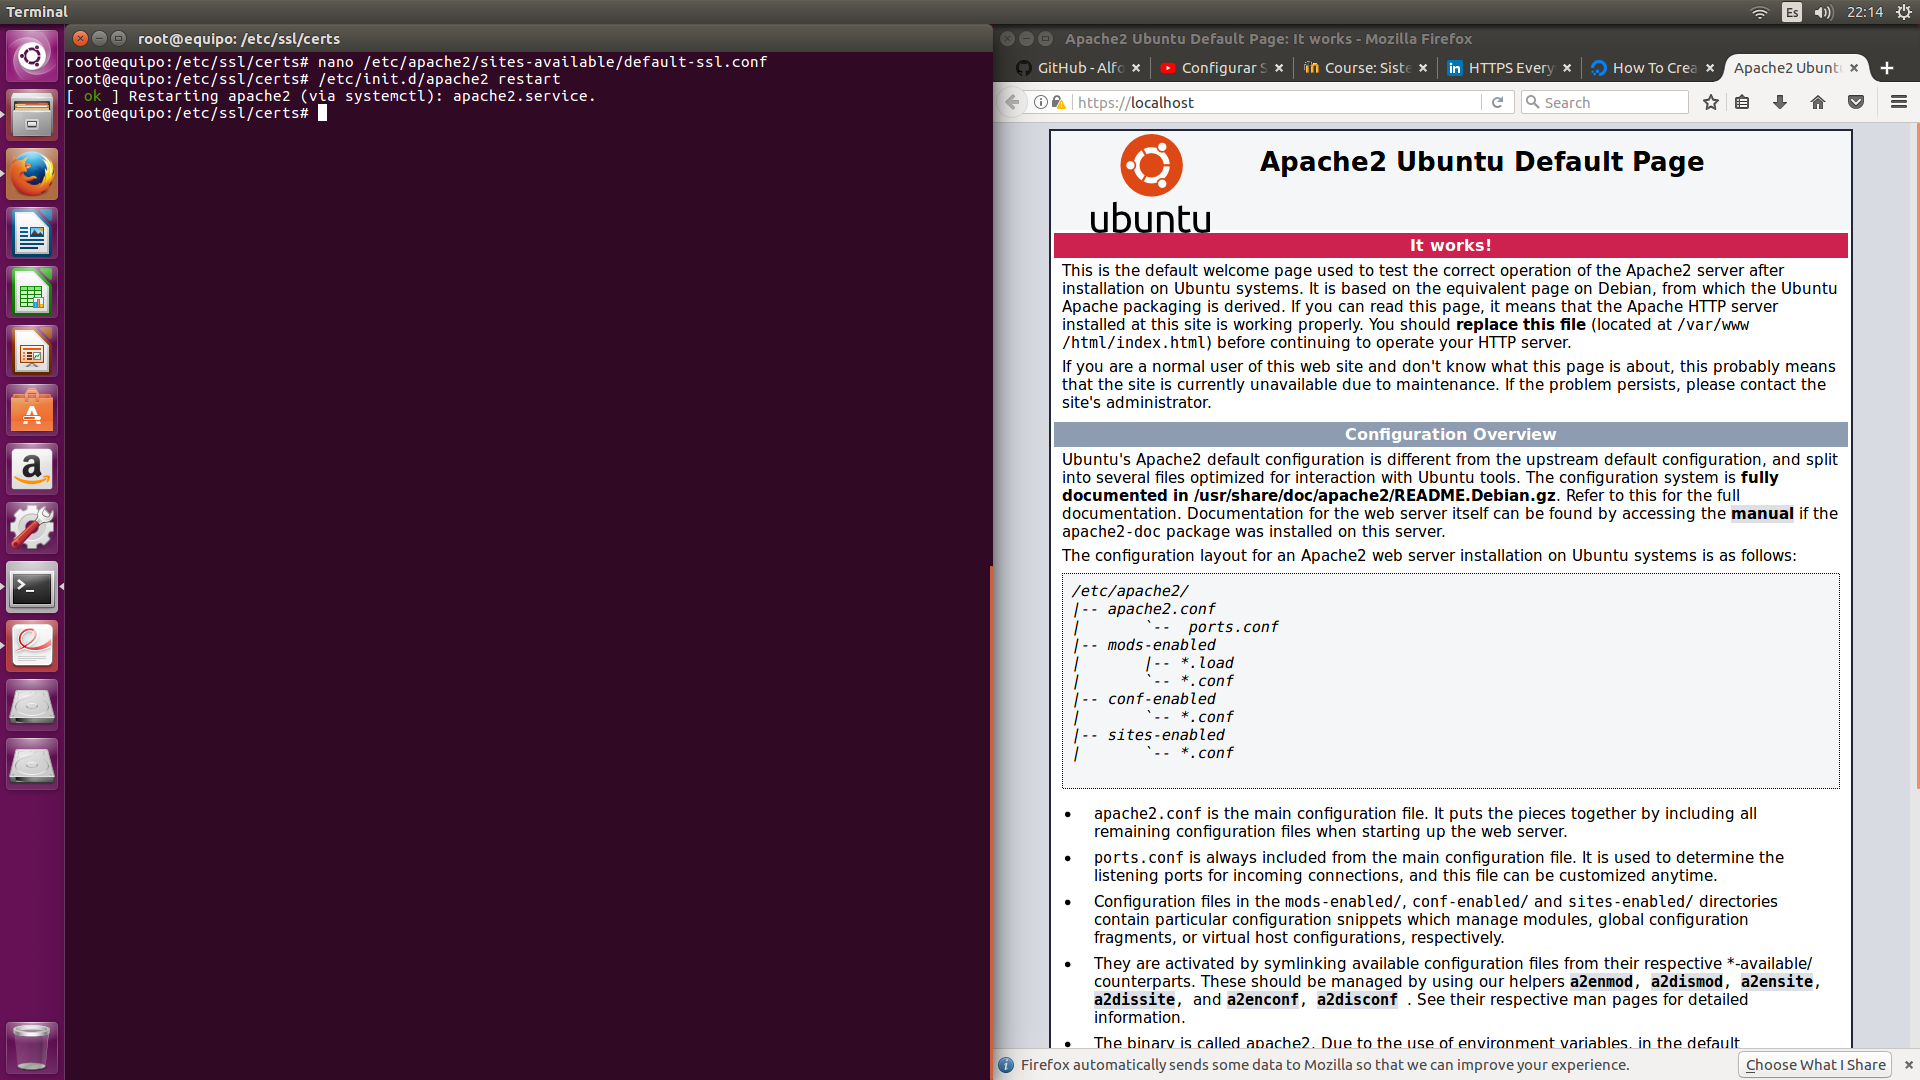 Terminal
Es
22:14
root@equipo: /etc/ssl/certs
root@equipo:/etc/ssl/certs# nano /etc/apache2/sites-available/default-ssl.conf
root@equipo:/etc/ssl/certs# /etc/init.d/apache2 restart
[ ok ] Restarting apache2 (via systemctl): apache2.service.
root@equipo:/etc/ssl/certs#
Apache2 Ubuntu Default Page: It works - Mozilla Firefox
GitHub - Alfo
Configurar S
Course: Siste
HTTPS Every
How To Crea
Apache2 Ubunt
https://localhost
Search
ubuntu
Apache2 Ubuntu Default Page
It works!
This is the default welcome page used to test the correct operation of the Apache2 server after
installation on Ubuntu systems. It is based on the equivalent page on Debian, from which the Ubuntu
Apache packaging is derived. If you can read this page, it means that the Apache HTTP server
installed at this site is working properly. You should replace this file (located at /var/www
/html/index.html) before continuing to operate your HTTP server.
If you are a normal user of this web site and don't know what this page is about, this probably means
that the site is currently unavailable due to maintenance. If the problem persists, please contact the
site's administrator.
Configuration Overview
Ubuntu's Apache2 default configuration is different from the upstream default configuration, and split
into several files optimized for interaction with Ubuntu tools. The configuration system is fully
documented in /usr/share/doc/apache2/README.Debian.gz. Refer to this for the full
documentation. Documentation for the web server itself can be found by accessing the manual if the
apache2-doc package was installed on this server.
The configuration layout for an Apache2 web server installation on Ubuntu systems is as follows:
/etc/apache2/
|-- apache2.conf
|       `--  ports.conf
|-- mods-enabled
|       |-- *.load
|       `-- *.conf
|-- conf-enabled
|       `-- *.conf
|-- sites-enabled
|       `-- *.conf
• apache2.conf is the main configuration file. It puts the pieces together by including all
remaining configuration files when starting up the web server.
• ports.conf is always included from the main configuration file. It is used to determine the
listening ports for incoming connections, and this file can be customized anytime.
• Configuration files in the mods-enabled/, conf-enabled/ and sites-enabled/ directories
contain particular configuration snippets which manage modules, global configuration
fragments, or virtual host configurations, respectively.
• They are activated by symlinking available configuration files from their respective *-available/
counterparts. These should be managed by using our helpers a2enmod, a2dismod, a2ensite,
a2dissite, and a2enconf, a2disconf . See their respective man pages for detailed
information.
• The binary is called apache2. Due to the use of environment variables, in the default
Firefox automatically sends some data to Mozilla so that we can improve your experience.
Choose What I Share